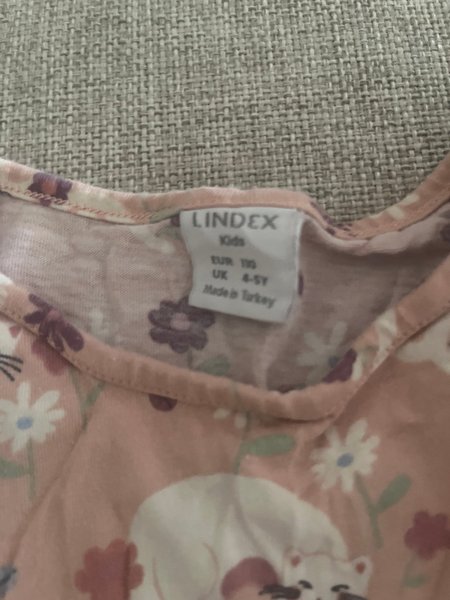 LINDEX
Kids
EUR 110
UK 4-5Y
Made in Turkey